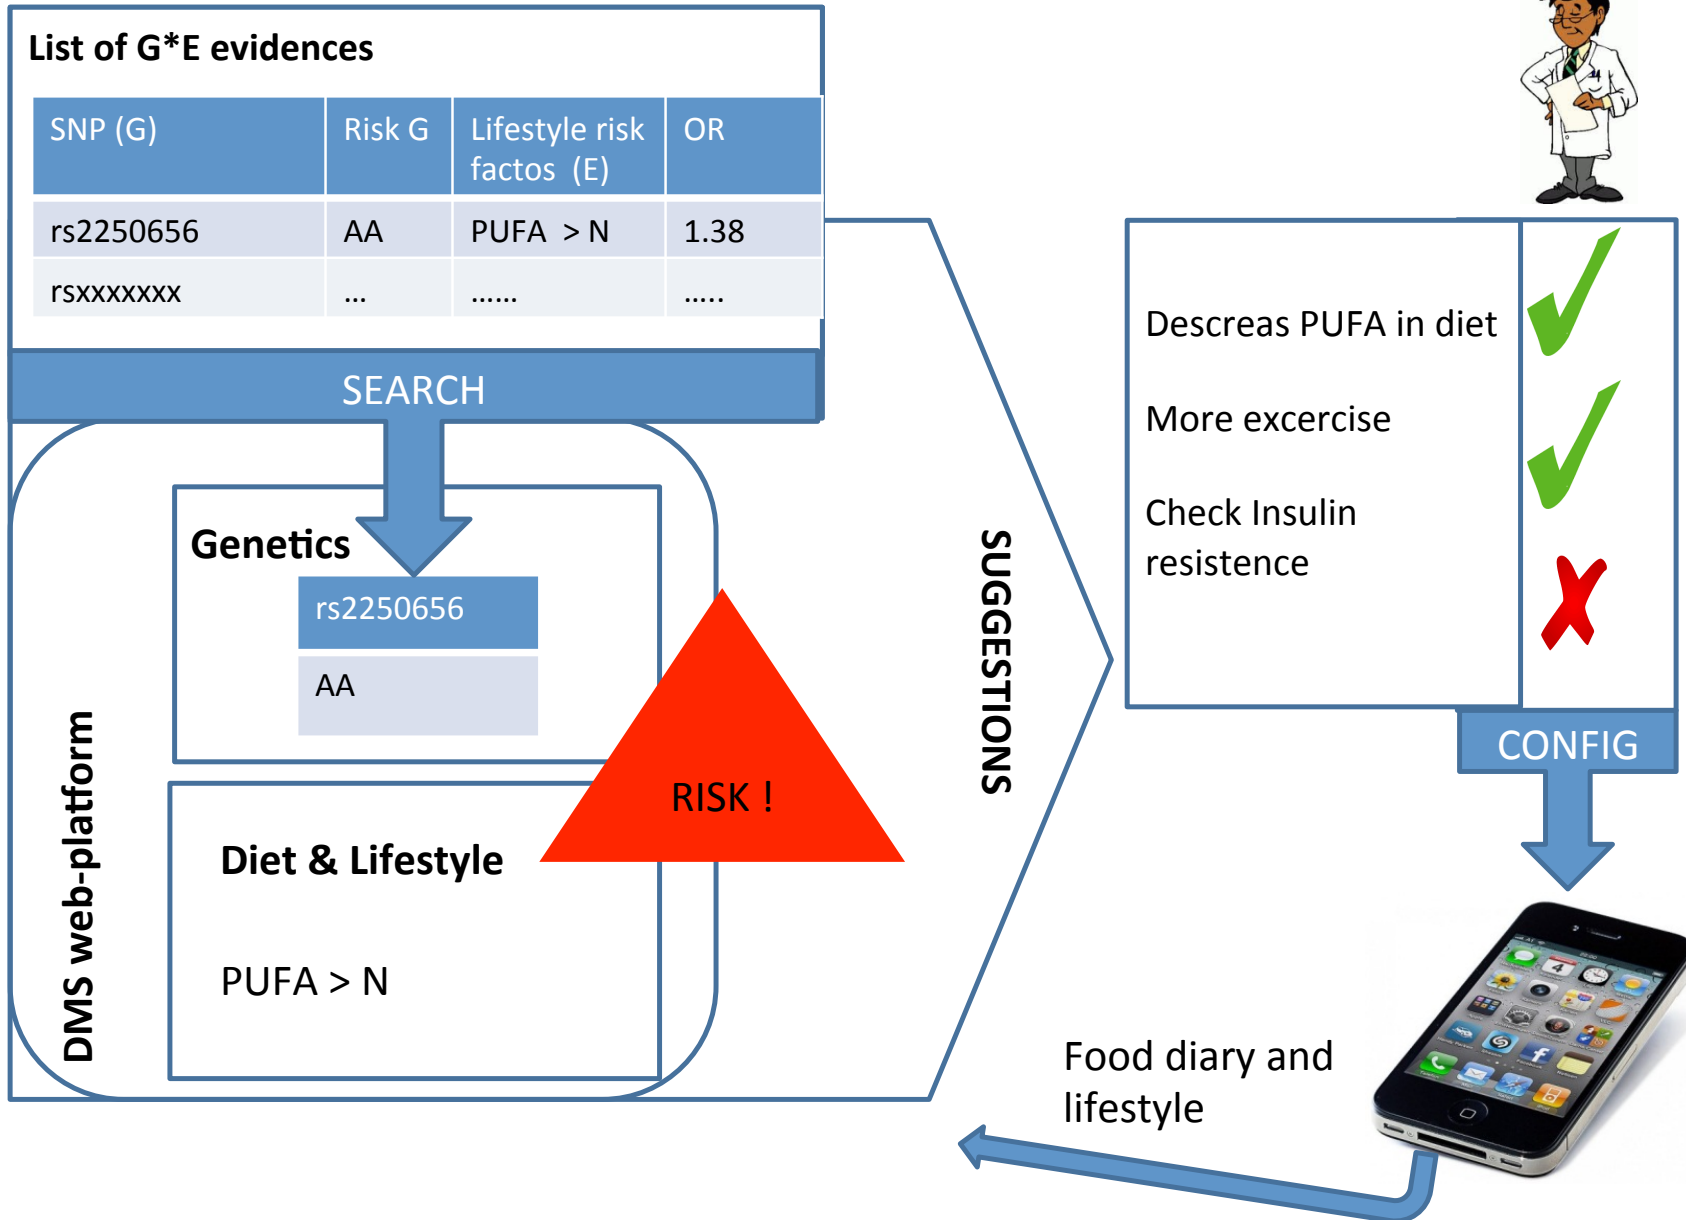 List of G*E evidences
SNP (G) Risk G Lifestyle risk OR
factos (E)
rs2250656 AA PUFA > N 1.38
rsxxxxxxx ... ...... .....
SEARCH
Genetics
rs2250656
AA
RISK !
Diet & Lifestyle
PUFA > N
DMS web-platform
SUGGESTIONS
Descreas PUFA in diet
More excercise
Check Insulin
resistence
CONFIG
Food diary and
lifestyle